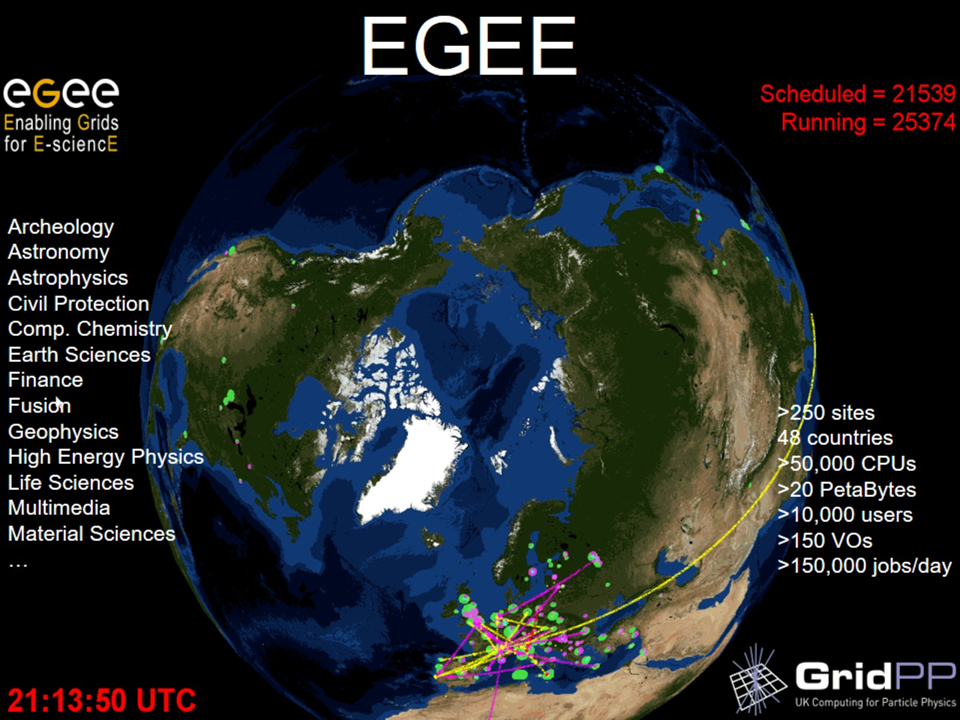 EGEE
egee
Enabling Grids
for E-sciencE
Scheduled = 21539
Running = 25374
Archeology
Astronomy
Astrophysics
Civil Protection
Comp. Chemistry
Earth Sciences
Finance
Fusion
Geophysics
High Energy Physics
Life Sciences
Multimedia
Material Sciences
…
>250 sites
48 countries
>50,000 CPUs
>20 PetaBytes
>10,000 users
>150 VOs
>150,000 jobs/day
21:13:50 UTC
GridPP
UK Computing for Particle Physics